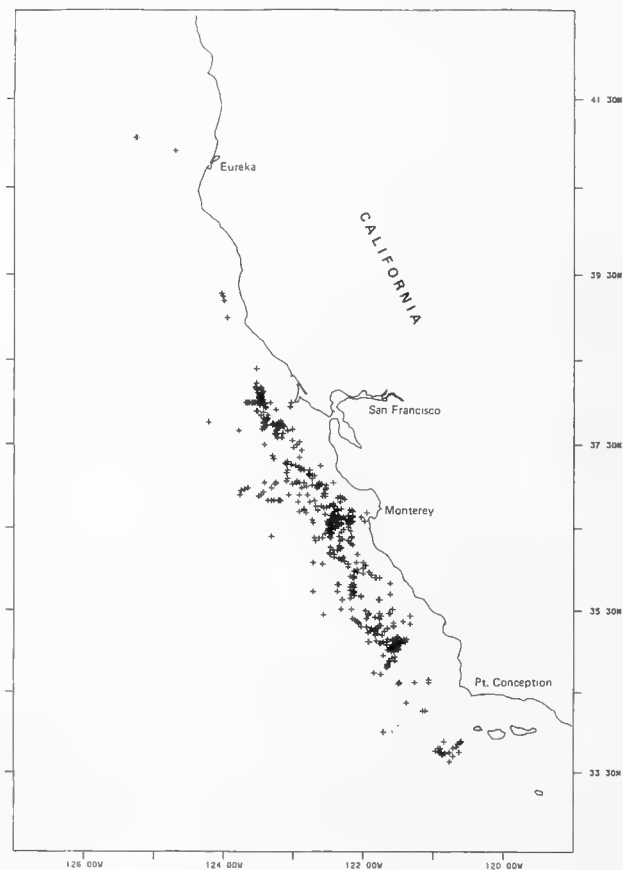 41 30N
Eureka
CALIFORNIA
39 30N
San Francisco
37 30N
Monterey
35 30N
Pt. Conception
33 30N
126 00W
124 00W
122 00W
120 00W